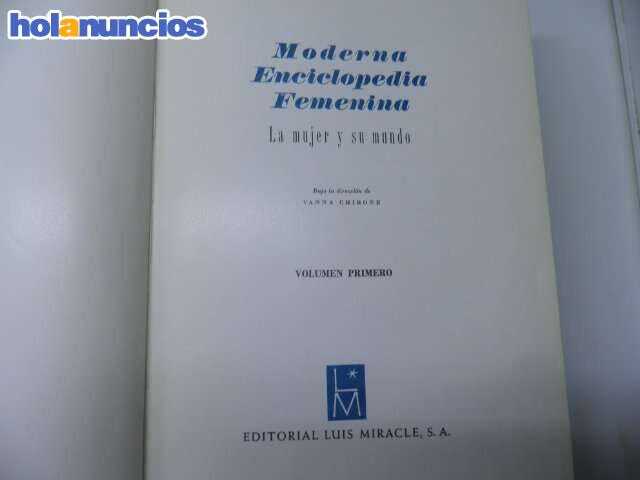 holanuncios
Moderna
Enciclopedia
Femenina
La mujer y su mundo
Bajo la dirección de
VANNA CHIRONE
VOLUMEN PRIMERO
L
M
EDITORIAL LUIS MIRACLE, S. A.